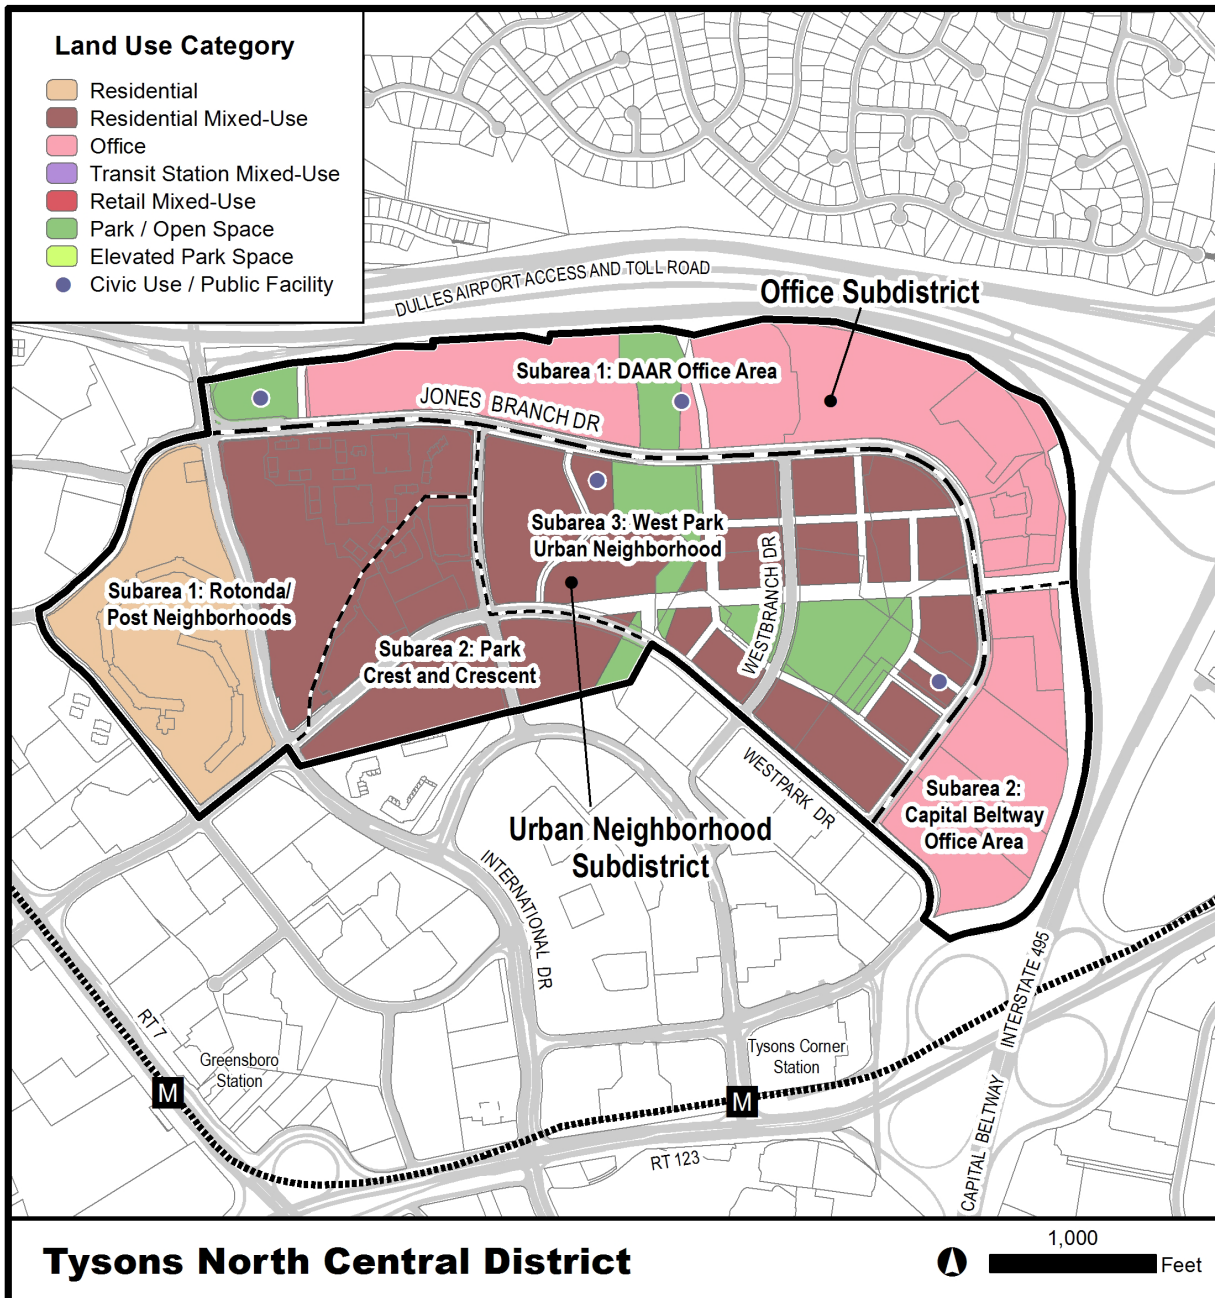 Land Use Category
Residential
Residential Mixed-Use
Office
Transit Station Mixed-Use
Retail Mixed-Use
Park / Open Space
Elevated Park Space
Civic Use / Public Facility
DULLES AIRPORT ACCESS AND TOLL ROAD
Office Subdistrict
Subarea 1: DAAR Office Area
JONES BRANCH DR
Subarea 3: West Park
Urban Neighborhood
WESTBRANCH DR
Subarea 1: Rotonda/
Post Neighborhoods
Subarea 2: Park
Crest and Crescent
WESTPARK DR
Subarea 2:
Capital Beltway
Office Area
Urban Neighborhood
Subdistrict
INTERNATIONAL DR
INTERSTATE 495
RT 7
Greensboro
Station
M
Tysons Corner
Station
M
CAPITAL BELTWAY
RT 123
Tysons North Central District
1,000
Feet